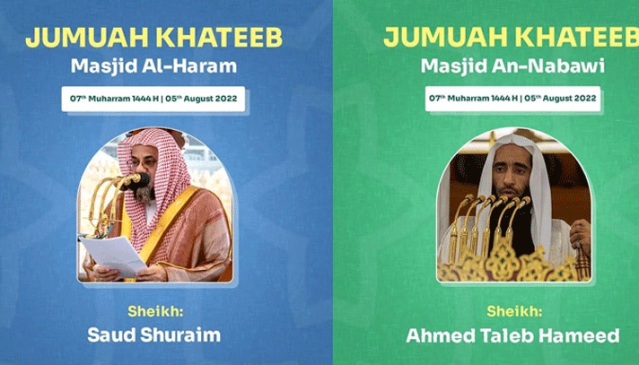 JUMUAH KHATEEB
Masjid Al-Haram
07th Muharram 1444 H | 05th August 2022
Sheikh:
Saud Shuraim
JUMUAH KHATEEB
Masjid An-Nabawi
07th Muharram 1444 H | 05th August 2022
Sheikh:
Ahmed Taleb Hameed